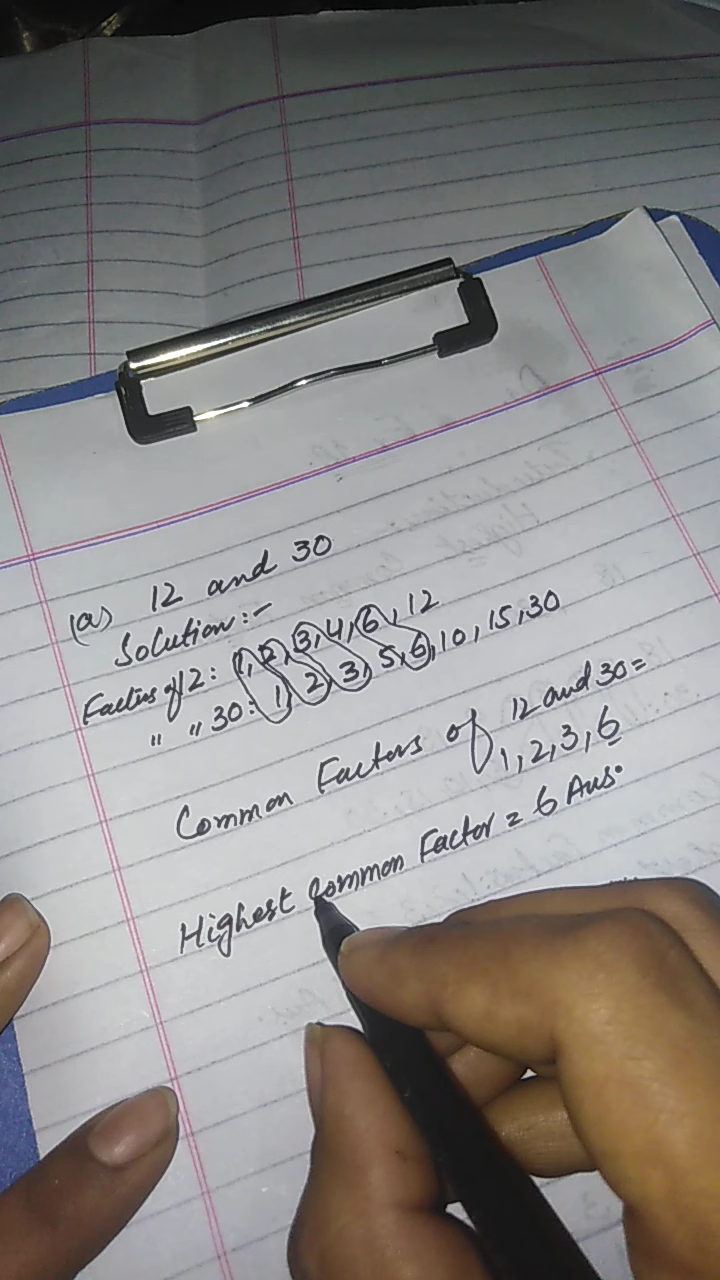 (a) 12 and 30
Solution:-
Factors of 12: 1, 2, 3, 4, 6, 12
" " 30: 1, 2, 3, 5, 6, 10, 15, 30
Common Factors of 12 and 30 =
1, 2, 3, 6
Highest Common Factor = 6 Ans.